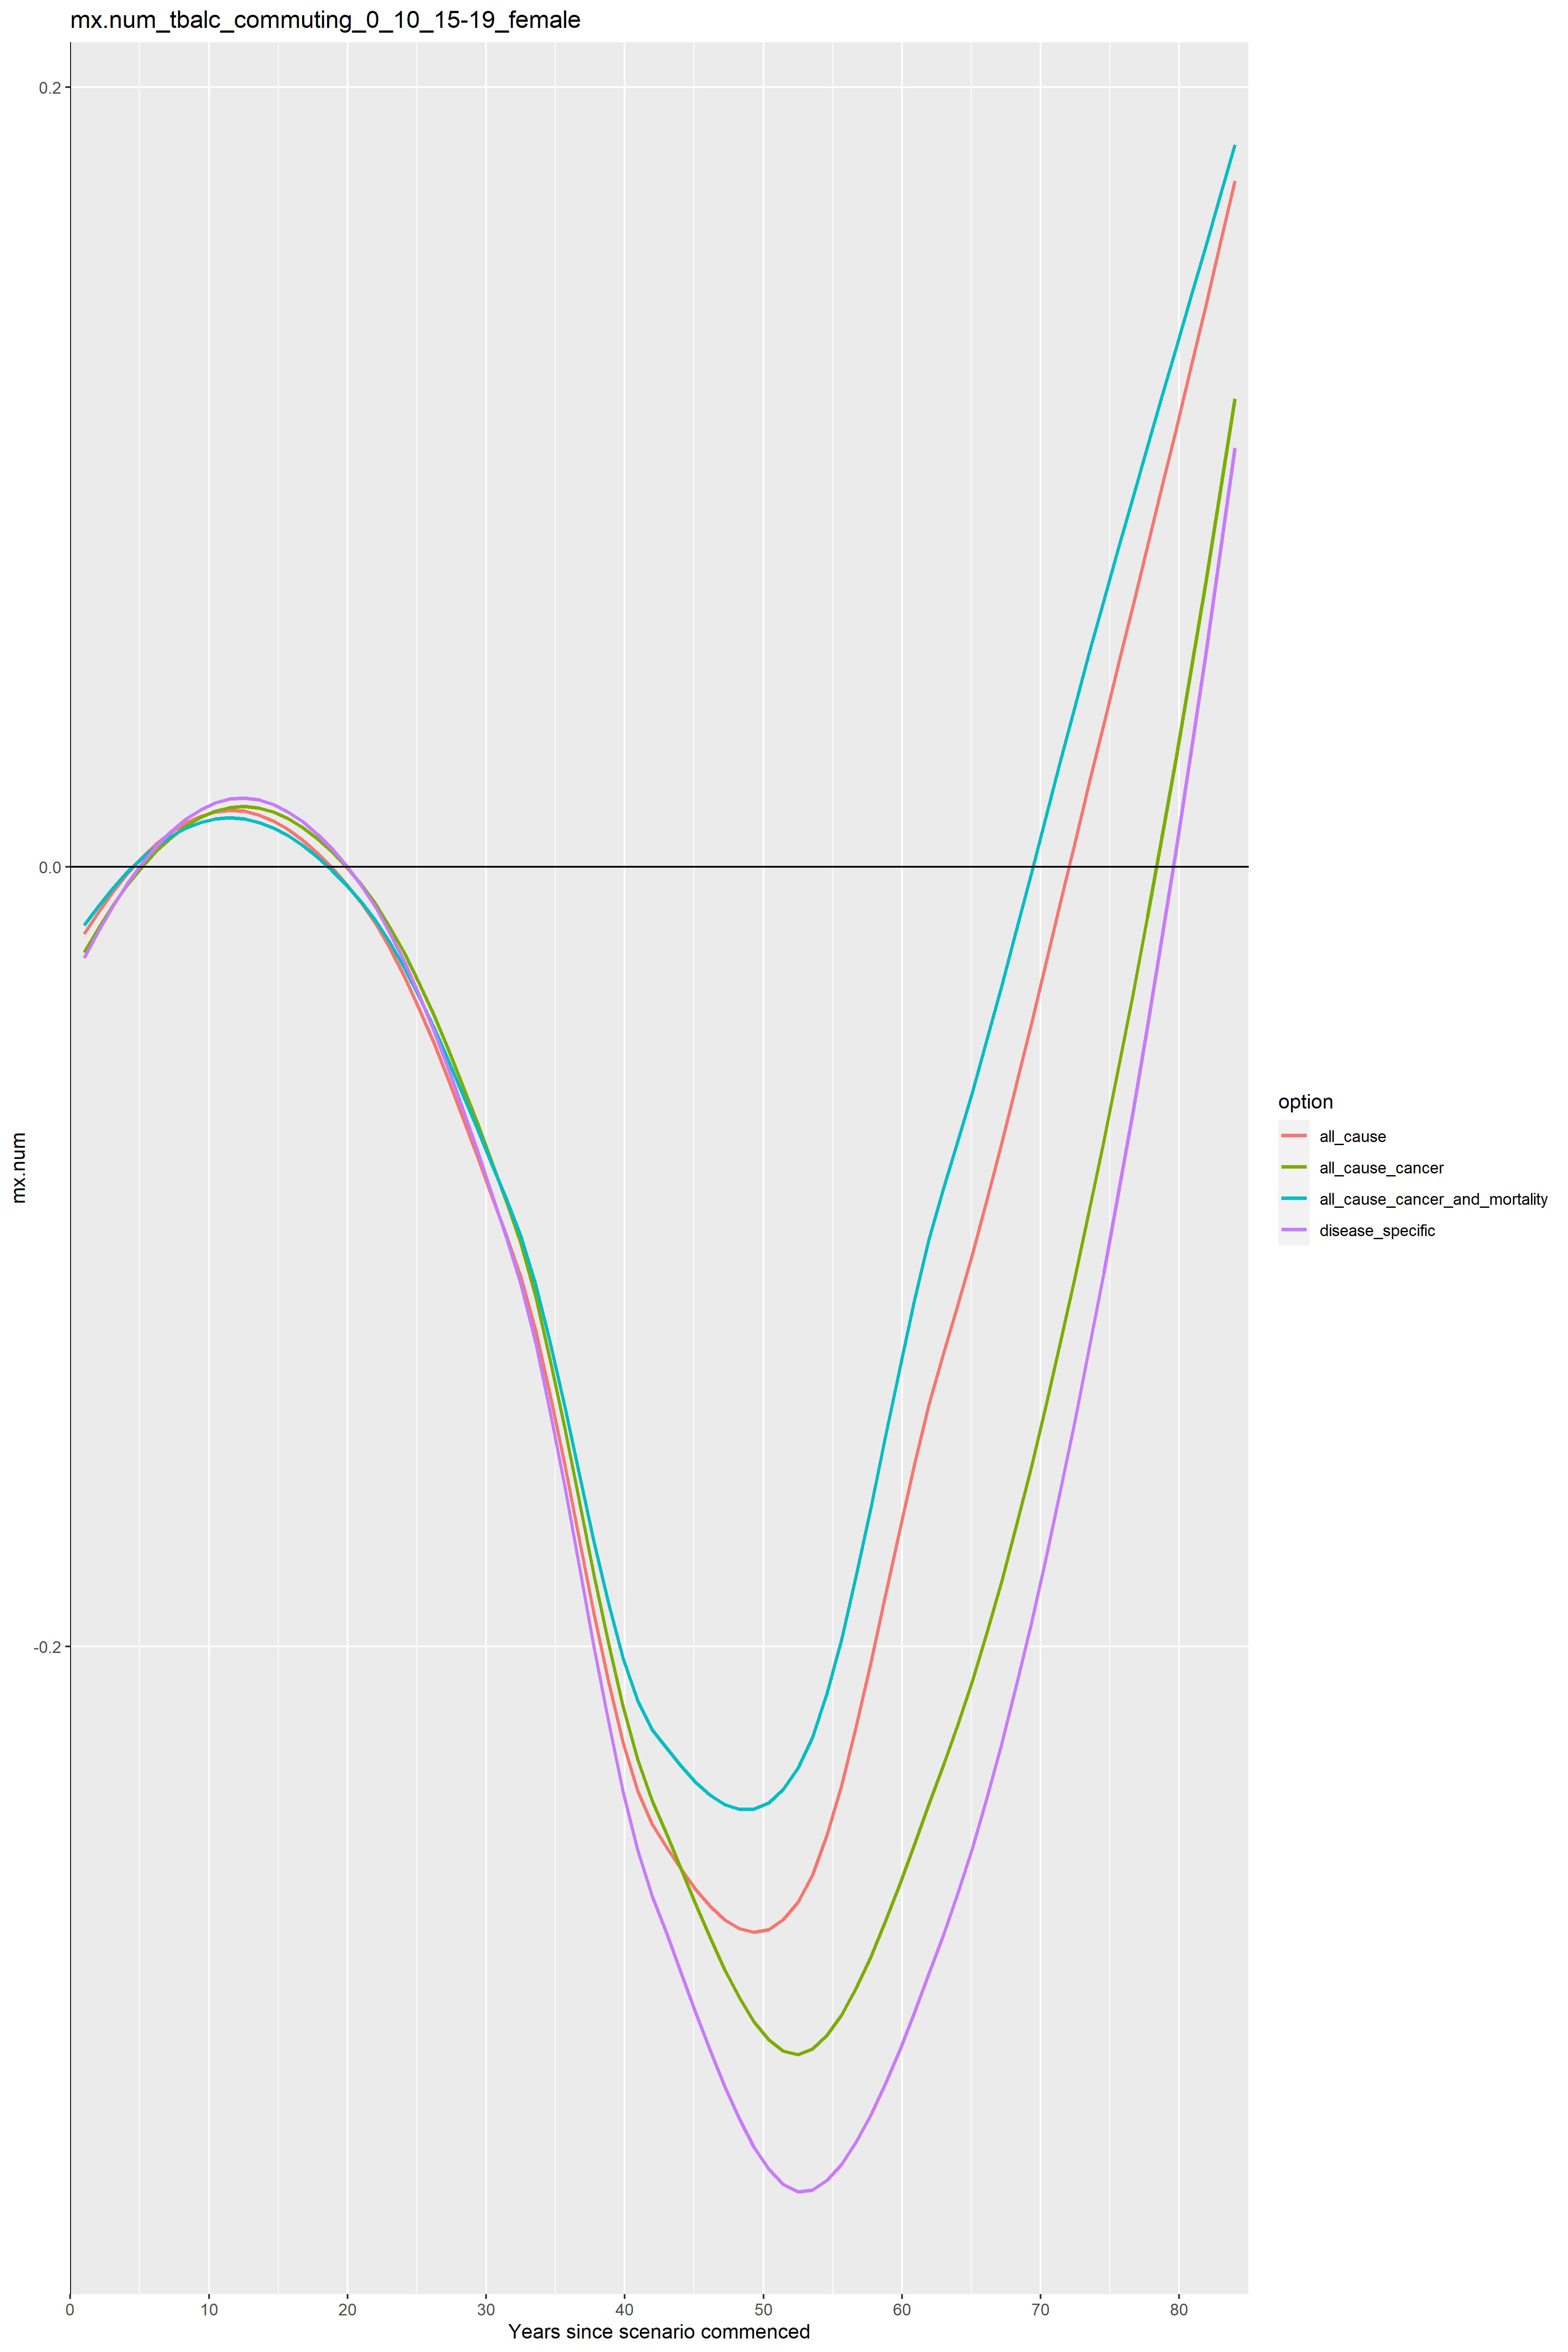 mx.num_tbalc_commuting_0_10_15-19_female
0.2
0.0
-0.2
mx.num
0 10 20 30 40 50 60 70 80
Years since scenario commenced
option
all_cause
all_cause_cancer
all_cause_cancer_and_mortality
disease_specific